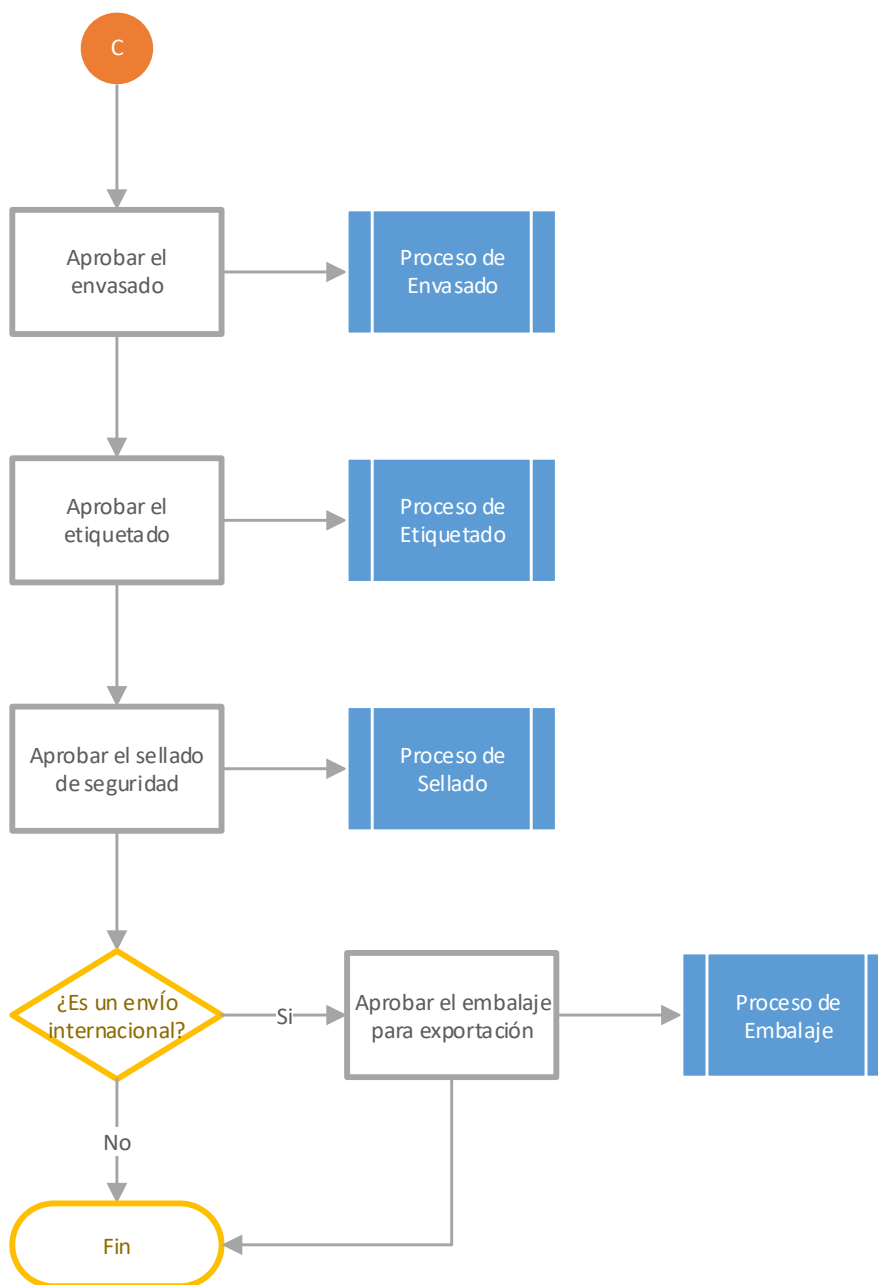 C
Aprobar el
envasado
Proceso de
Envasado
Aprobar el
etiquetado
Proceso de
Etiquetado
Aprobar el sellado
de seguridad
Proceso de
Sellado
¿Es un envÍo
internacional?
Si
Aprobar el embalaje
para exportación
Proceso de
Embalaje
No
Fin